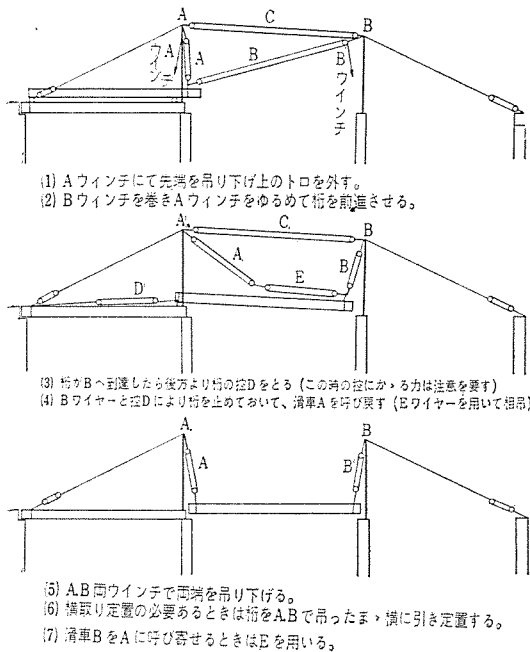 A
C
B
A
ウインチ
A
B
B
ウインチ
(1) Aウィンチにて先端を吊り下げ上のトロを外す。
(2) Bウィンチを巻きAウィンチをゆるめて桁を前進させる。
A
C
B
A
E
B
D
(3) 桁がBへ到達したら後方より桁の控Dをとる (この時の控にかゝる力は注意を要す)
(4) Bワイヤーと控Dにより桁を止めておいて、滑車Aを呼び戻す (Eワイヤーを用いて相吊)
A
B
A
B
(5) A.B両ウインチで両端を吊り下げる。
(6) 横取り定置の必要あるときは桁をA.Bで吊ったまゝ横に引き定置する。
(7) 滑車BをAに呼び寄せるときはEを用いる。